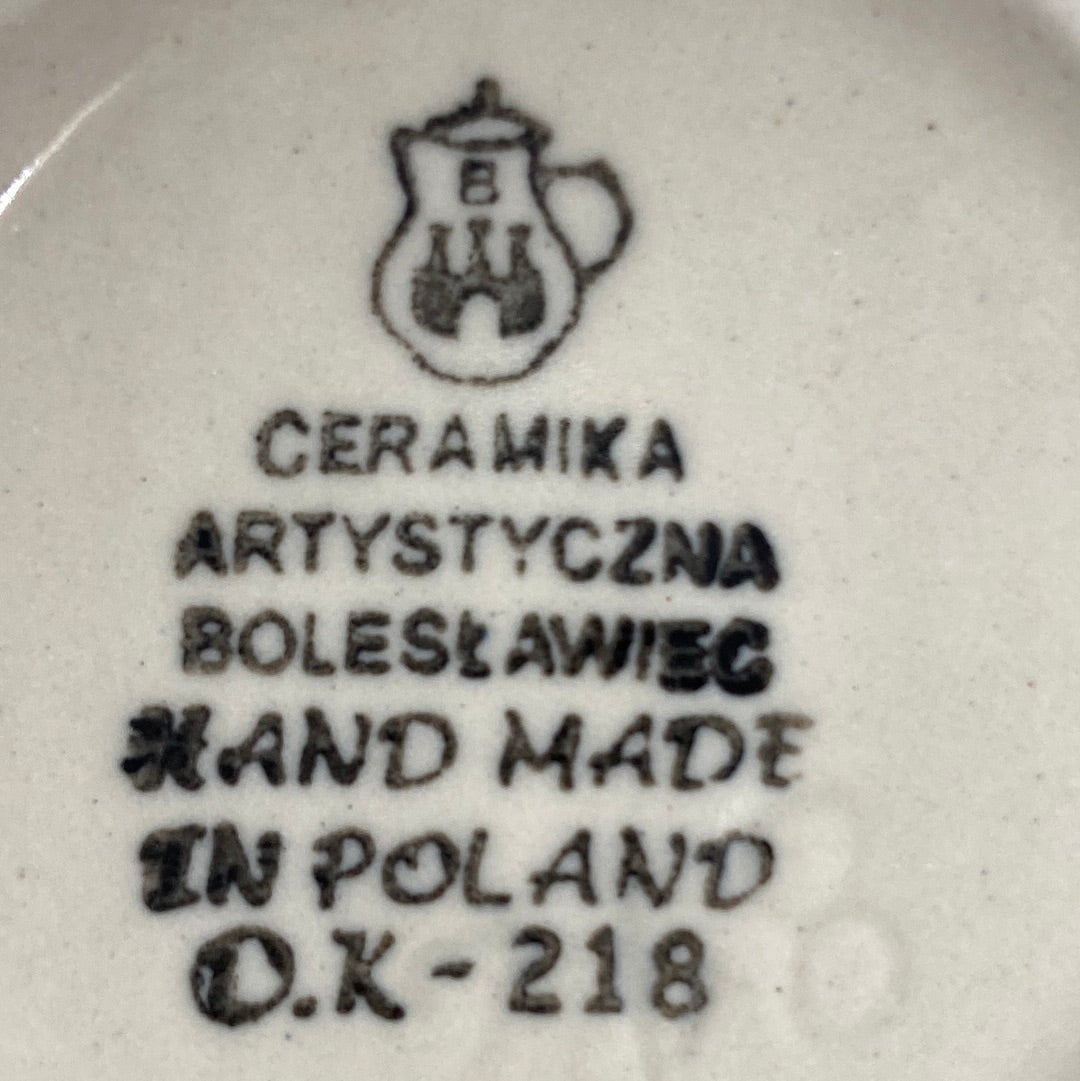 B
CERAMIKA
ARTYSTYCZNA
BOLESŁAWIEC
HAND MADE
IN POLAND
D.K - 218